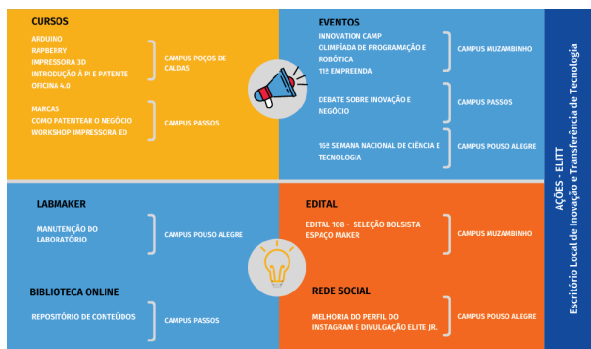 CURSOS
ARDUINO
RAPBERRY
IMPRESSORA 3D
INTRODUÇÃO À PI E PATENTE
OFICINA 4.0
CAMPUS POÇOS DE
CALDAS
MARCAS
COMO PATENTEAR O NEGÓCIO
WORKSHOP IMPRESSORA ED
CAMPUS PASSOS
EVENTOS
INNOVATION CAMP
OLIMPÍADA DE PROGRAMAÇÃO E
ROBÓTICA
11ª EMPREENDA
CAMPUS MUZAMBINHO
DEBATE SOBRE INOVAÇÃO E
NEGÓCIO
CAMPUS PASSOS
15ª SEMANA NACIONAL DE CIÊNCIA E
TECNOLOGIA
CAMPUS POUSO ALEGRE
LABMAKER
MANUTENÇÃO DO
LABORATÓRIO
CAMPUS POUSO ALEGRE
BIBLIOTECA ONLINE
REPOSITÓRIO DE CONTEÚDOS
CAMPUS PASSOS
EDITAL
EDITAL 108 - SELEÇÃO BOLSISTA
ESPAÇO MAKER
CAMPUS MUZAMBINHO
REDE SOCIAL
MELHORIA DO PERFIL DO
INSTAGRAM E DIVULGAÇÃO ELITE JR.
CAMPUS POUSO ALEGRE
AÇÕES - ELITT
Escritório Local de Inovação e Transferência de Tecnologia